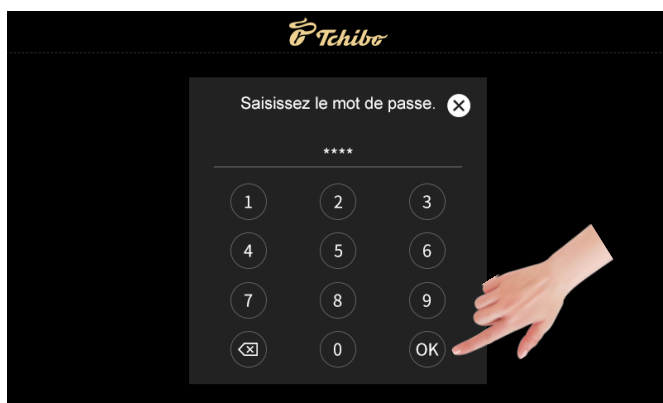 Tchibo
Saisissez le mot de passe.
****
1 2 3
4 5 6
7 8 9
0 OK